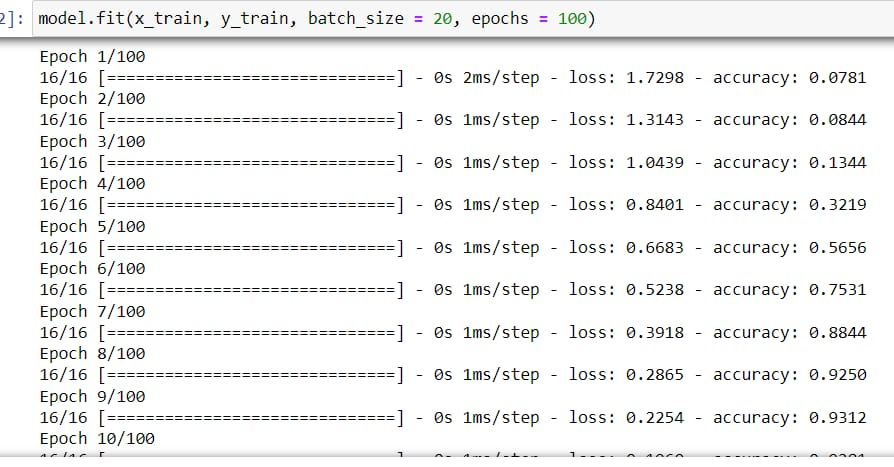 2]: model.fit(x_train, y_train, batch_size = 20, epochs = 100)
Epoch 1/100
16/16 [==============================] - 0s 2ms/step - loss: 1.7298 - accuracy: 0.0781
Epoch 2/100
16/16 [==============================] - 0s 1ms/step - loss: 1.3143 - accuracy: 0.0844
Epoch 3/100
16/16 [==============================] - 0s 1ms/step - loss: 1.0439 - accuracy: 0.1344
Epoch 4/100
16/16 [==============================] - 0s 1ms/step - loss: 0.8401 - accuracy: 0.3219
Epoch 5/100
16/16 [==============================] - 0s 1ms/step - loss: 0.6683 - accuracy: 0.5656
Epoch 6/100
16/16 [==============================] - 0s 1ms/step - loss: 0.5238 - accuracy: 0.7531
Epoch 7/100
16/16 [==============================] - 0s 1ms/step - loss: 0.3918 - accuracy: 0.8844
Epoch 8/100
16/16 [==============================] - 0s 1ms/step - loss: 0.2865 - accuracy: 0.9250
Epoch 9/100
16/16 [==============================] - 0s 1ms/step - loss: 0.2254 - accuracy: 0.9312
Epoch 10/100